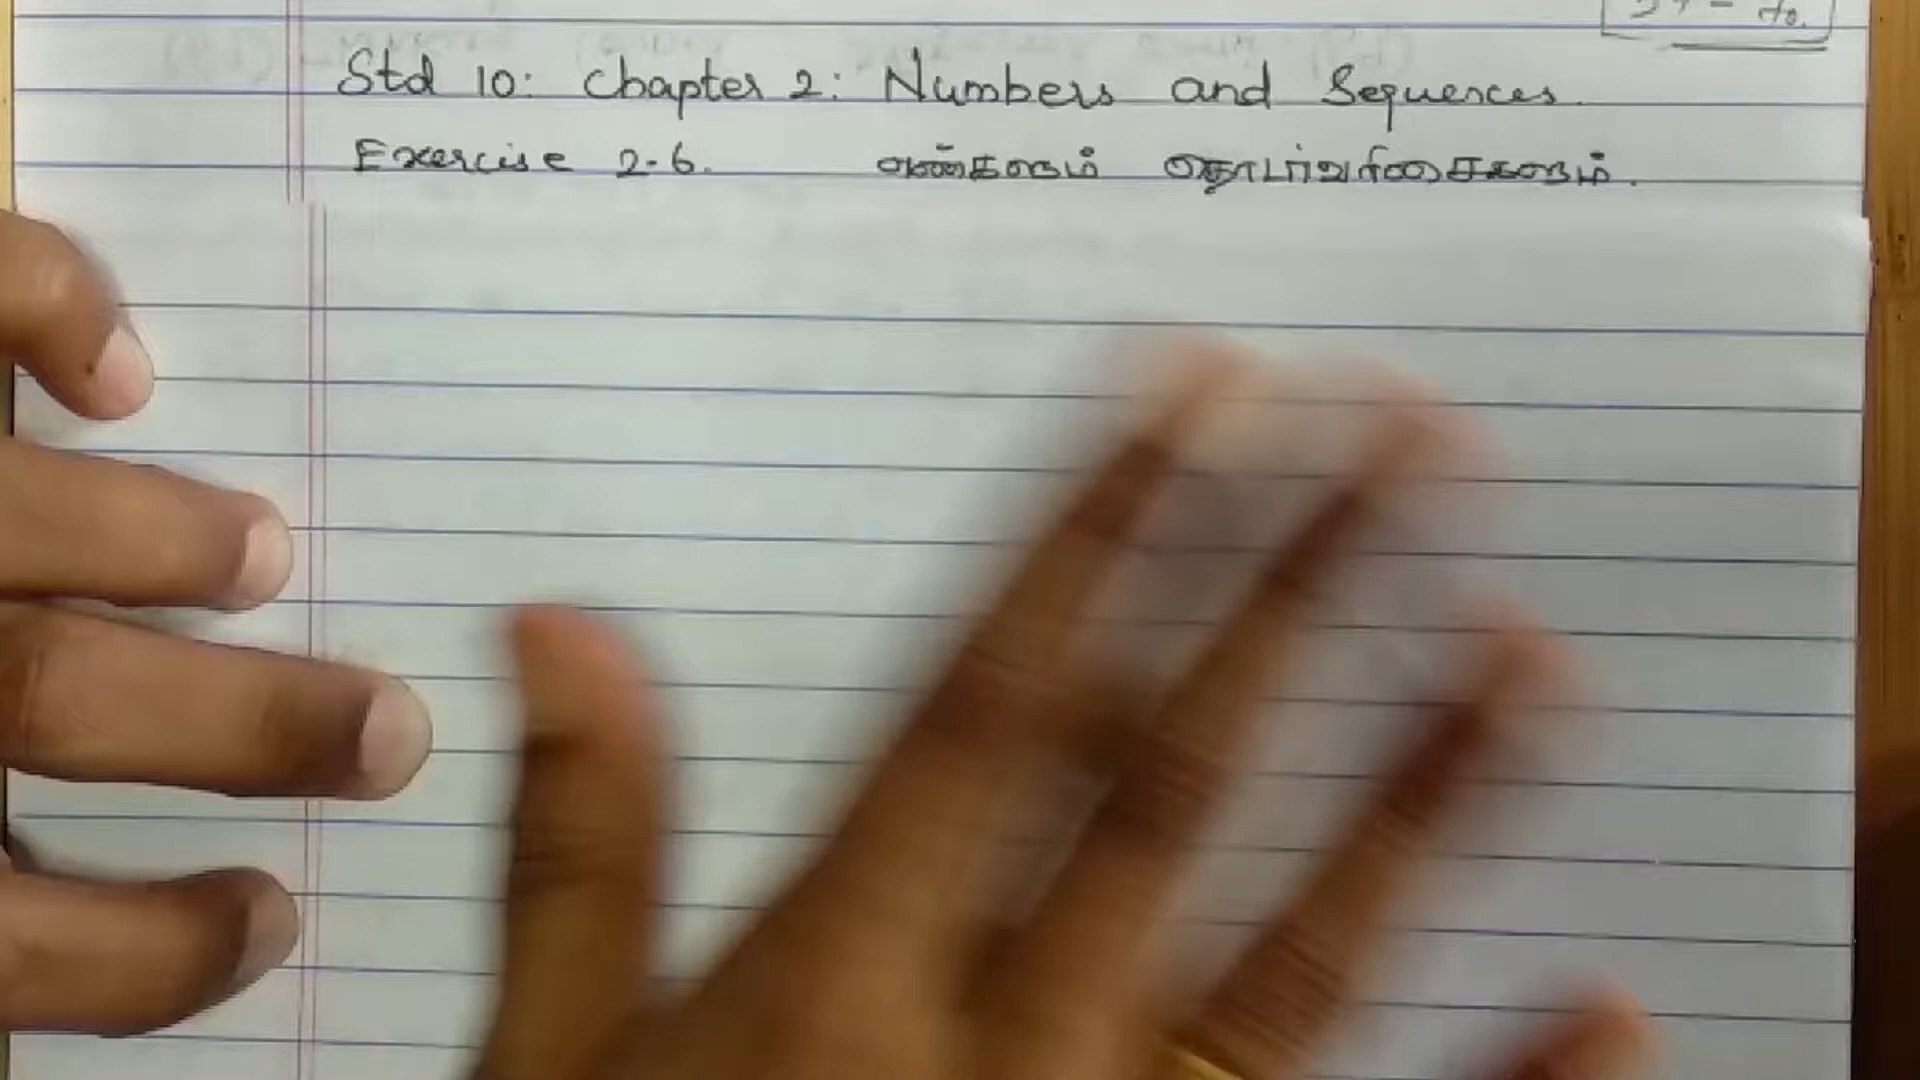 Std 10: Chapter 2: Numbers and Sequences.
Exercise 2-6. எண்களும் தொடர்வரிசைகளும்.